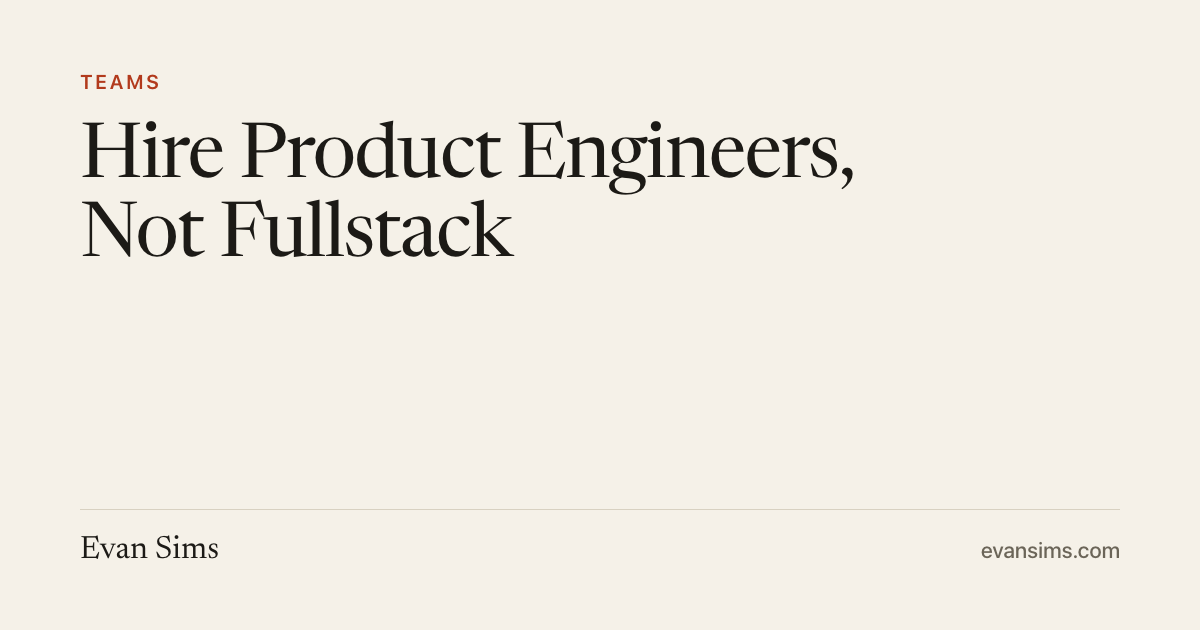 TEAMS
Hire Product Engineers,
Not Fullstack
Evan Sims
evansims.com